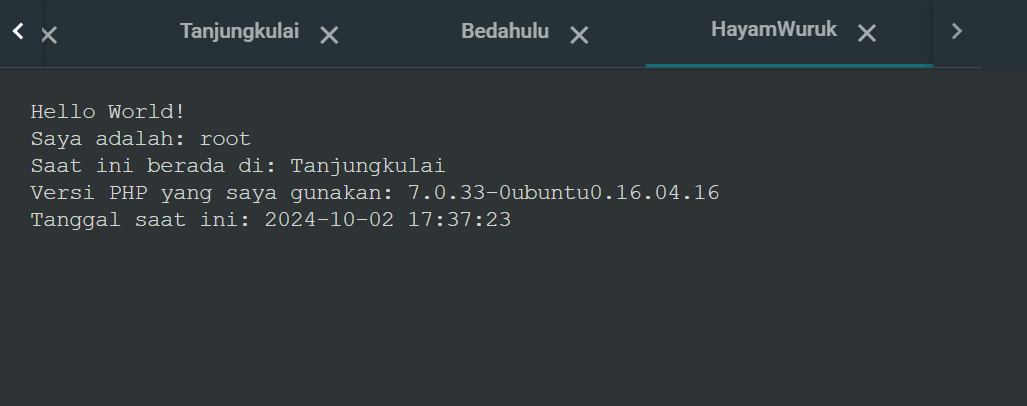 Tanjungkulai Bedahulu HayamWuruk
Hello World!
Saya adalah: root
Saat ini berada di: Tanjungkulai
Versi PHP yang saya gunakan: 7.0.33-0ubuntu0.16.04.16
Tanggal saat ini: 2024-10-02 17:37:23